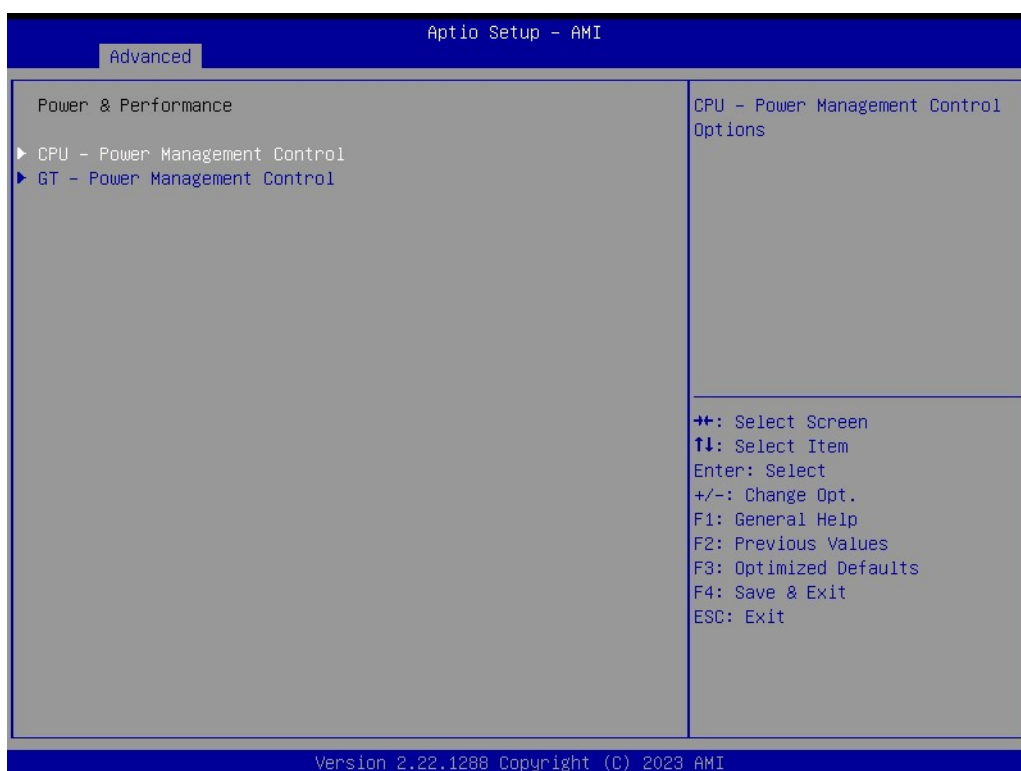 Aptio Setup - AMI
Advanced
Power & Performance
▶ CPU - Power Management Control
▶ GT - Power Management Control
CPU - Power Management Control
Options
→←: Select Screen
↑↓: Select Item
Enter: Select
+/-: Change Opt.
F1: General Help
F2: Previous Values
F3: Optimized Defaults
F4: Save & Exit
ESC: Exit
Version 2.22.1288 Copyright (C) 2023 AMI